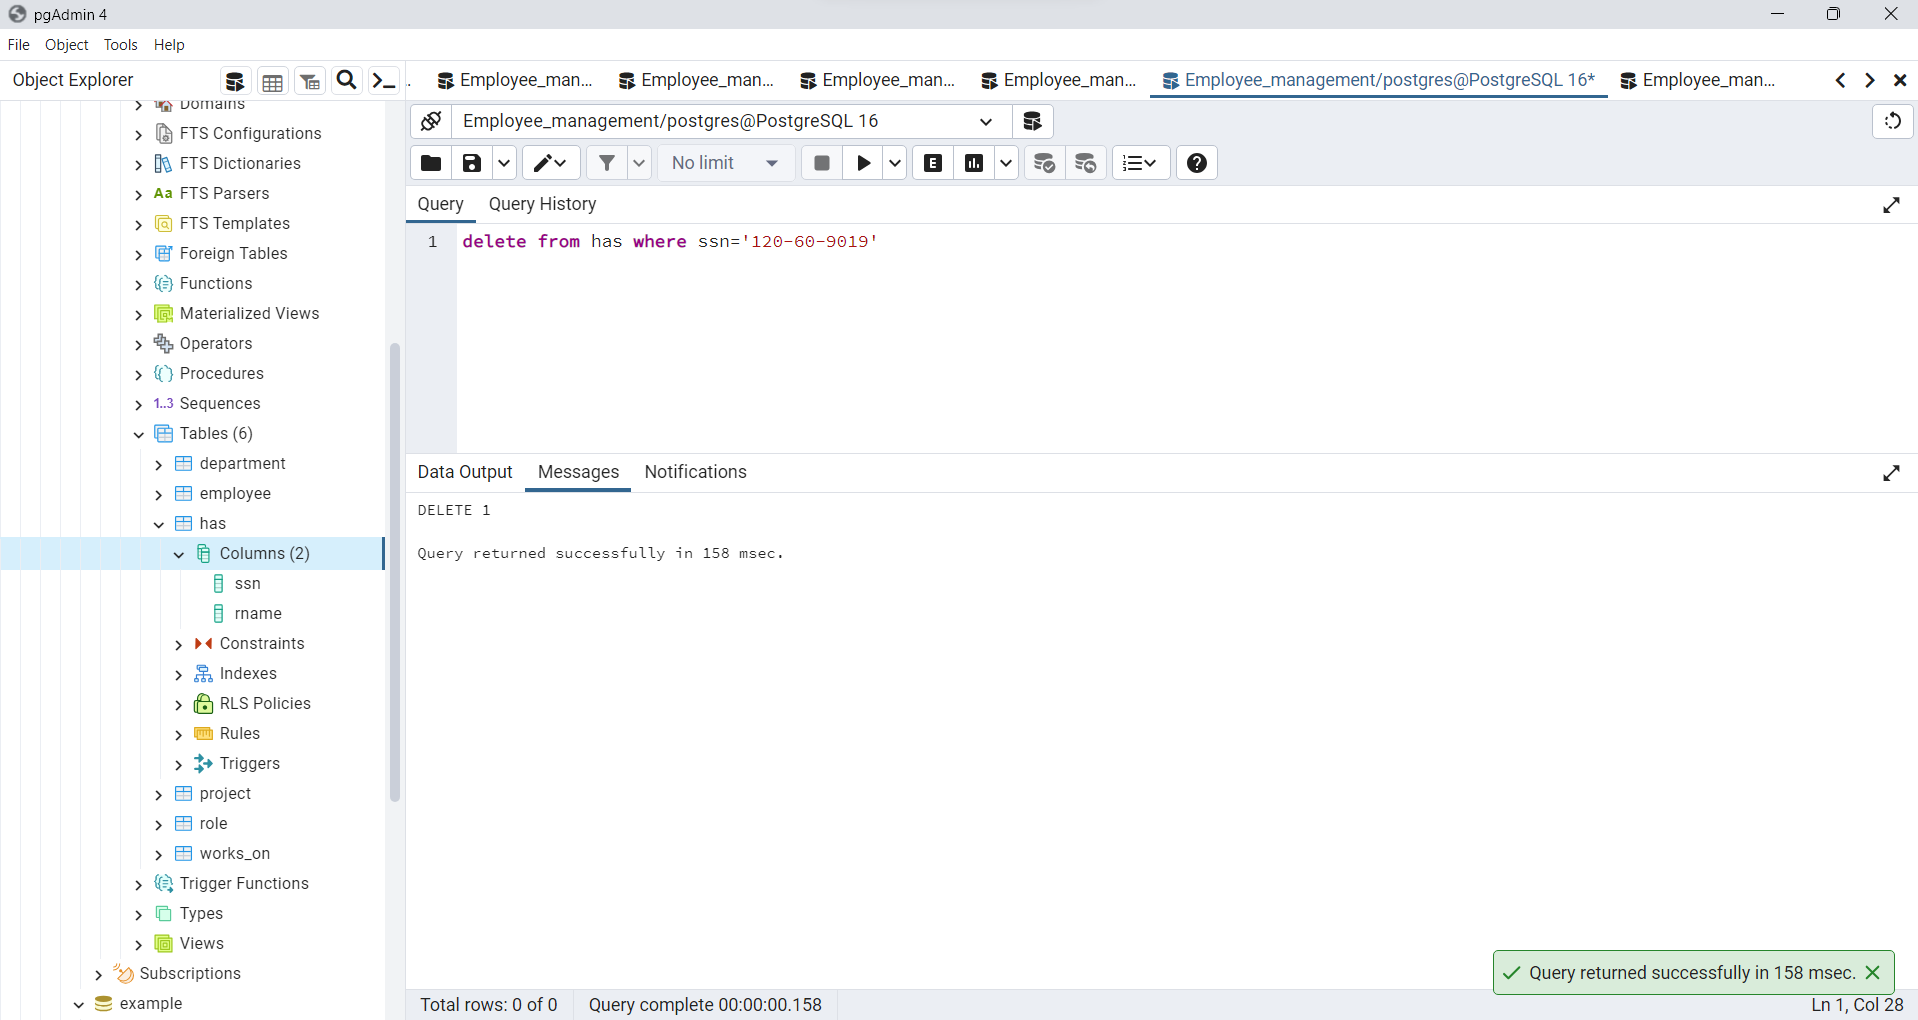 pgAdmin 4
File Object Tools Help
Object Explorer
Employee_man... Employee_man... Employee_man... Employee_man... Employee_management/postgres@PostgreSQL 16* Employee_man...
Employee_management/postgres@PostgreSQL 16
No limit
Query Query History
1 delete from has where ssn='120-60-9019'
Domains
FTS Configurations
FTS Dictionaries
Aa FTS Parsers
FTS Templates
Foreign Tables
Functions
Materialized Views
Operators
Procedures
1..3 Sequences
Tables (6)
department
employee
has
Columns (2)
ssn
rname
Constraints
Indexes
RLS Policies
Rules
Triggers
project
role
works_on
Trigger Functions
Types
Views
Subscriptions
example
Data Output Messages Notifications
DELETE 1
Query returned successfully in 158 msec.
Query returned successfully in 158 msec.
Total rows: 0 of 0 Query complete 00:00:00.158 Ln 1, Col 28